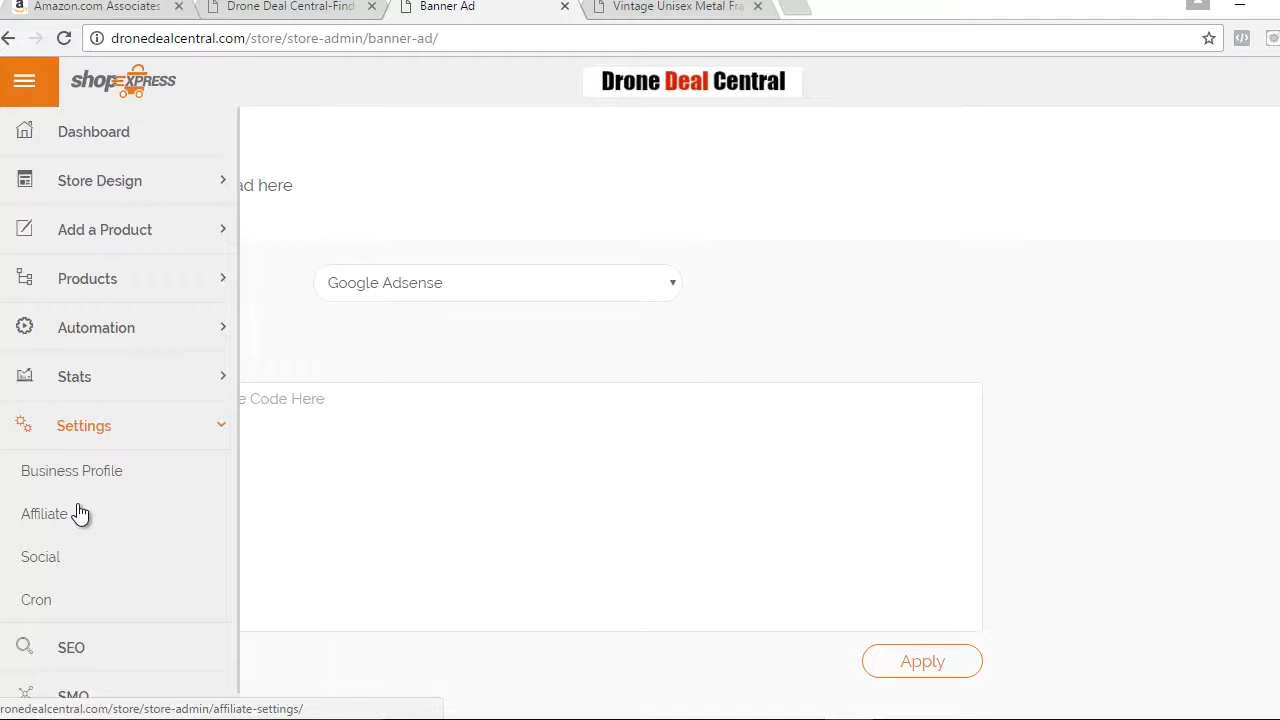 Amazon.com Associates
Drone Deal Central-Find
Banner Ad
Vintage Unisex Metal Fra
dronedealcentral.com/store/store-admin/banner-ad/
shopEXPRESS
Drone Deal Central
Dashboard
Store Design
ad here
Add a Product
Products
Google Adsense
Automation
Stats
e Code Here
Settings
Business Profile
Affiliate
Social
Cron
SEO
Apply
SMO
ronedealcentral.com/store/store-admin/affiliate-settings/